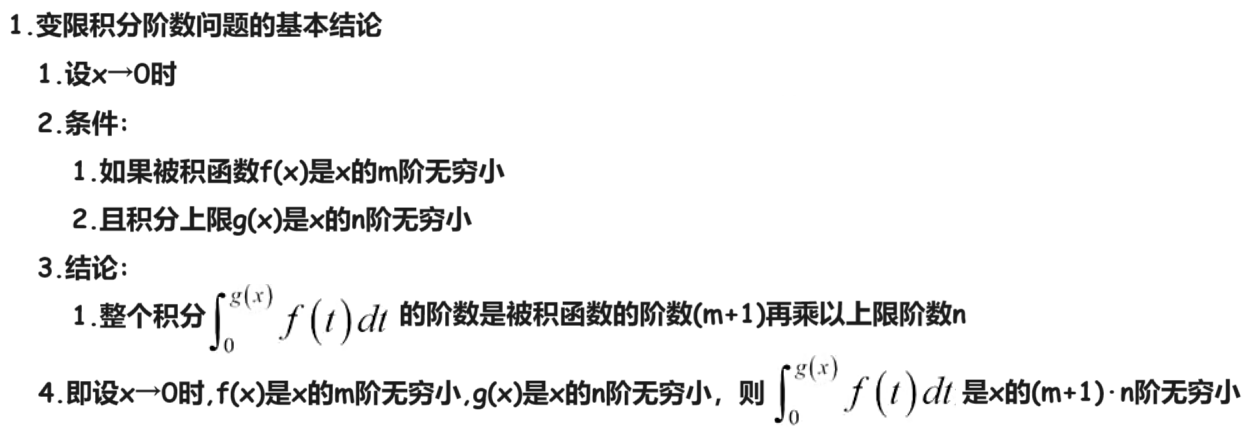 1.变限积分阶数问题的基本结论
1.设x→0时
2.条件:
1.如果被积函数f(x)是x的m阶无穷小
2.且积分上限g(x)是x的n阶无穷小
3.结论:
1.整个积分∫₀^{g(x)} f(t)dt 的阶数是被积函数的阶数(m+1)再乘以上限阶数n
4.即设x→0时,f(x)是x的m阶无穷小,g(x)是x的n阶无穷小，则∫₀^{g(x)} f(t)dt 是x的(m+1)·n阶无穷小